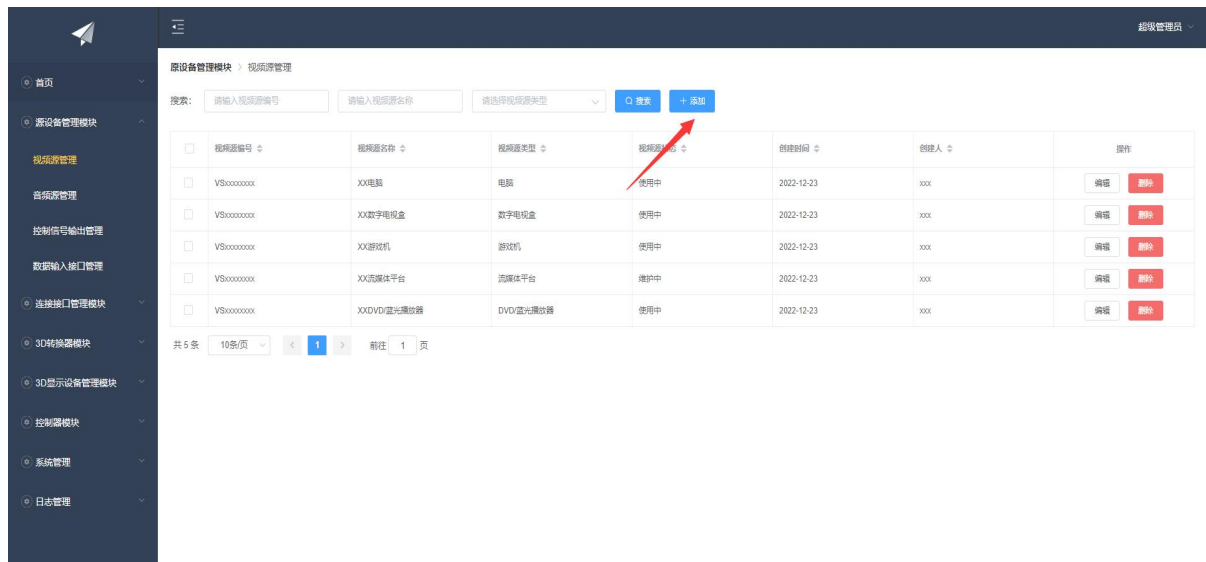 超级管理员
原设备管理模块 > 视频源管理
首页
搜索： 请输入视频源编号 请输入视频源名称 请选择视频源类型 搜索 + 添加
源设备管理模块
视频源编号 视频源名称 视频源类型 视频源状态 创建时间 创建人 操作
视频源管理
VSxxxxxxxx XX电脑 电脑 使用中 2022-12-23 xxx 编辑 删除
音频源管理
VSxxxxxxxx XX数字电视盒 数字电视盒 使用中 2022-12-23 xxx 编辑 删除
控制信号输出管理
VSxxxxxxxx XX游戏机 游戏机 使用中 2022-12-23 xxx 编辑 删除
数据输入接口管理
VSxxxxxxxx XX流媒体平台 流媒体平台 维护中 2022-12-23 xxx 编辑 删除
连接接口管理模块
VSxxxxxxxx XXDVD/蓝光播放器 DVD/蓝光播放器 使用中 2022-12-23 xxx 编辑 删除
3D转换器模块
共 5 条 10条/页 < 1 > 前往 1 页
3D显示设备管理模块
控制器模块
系统管理
日志管理